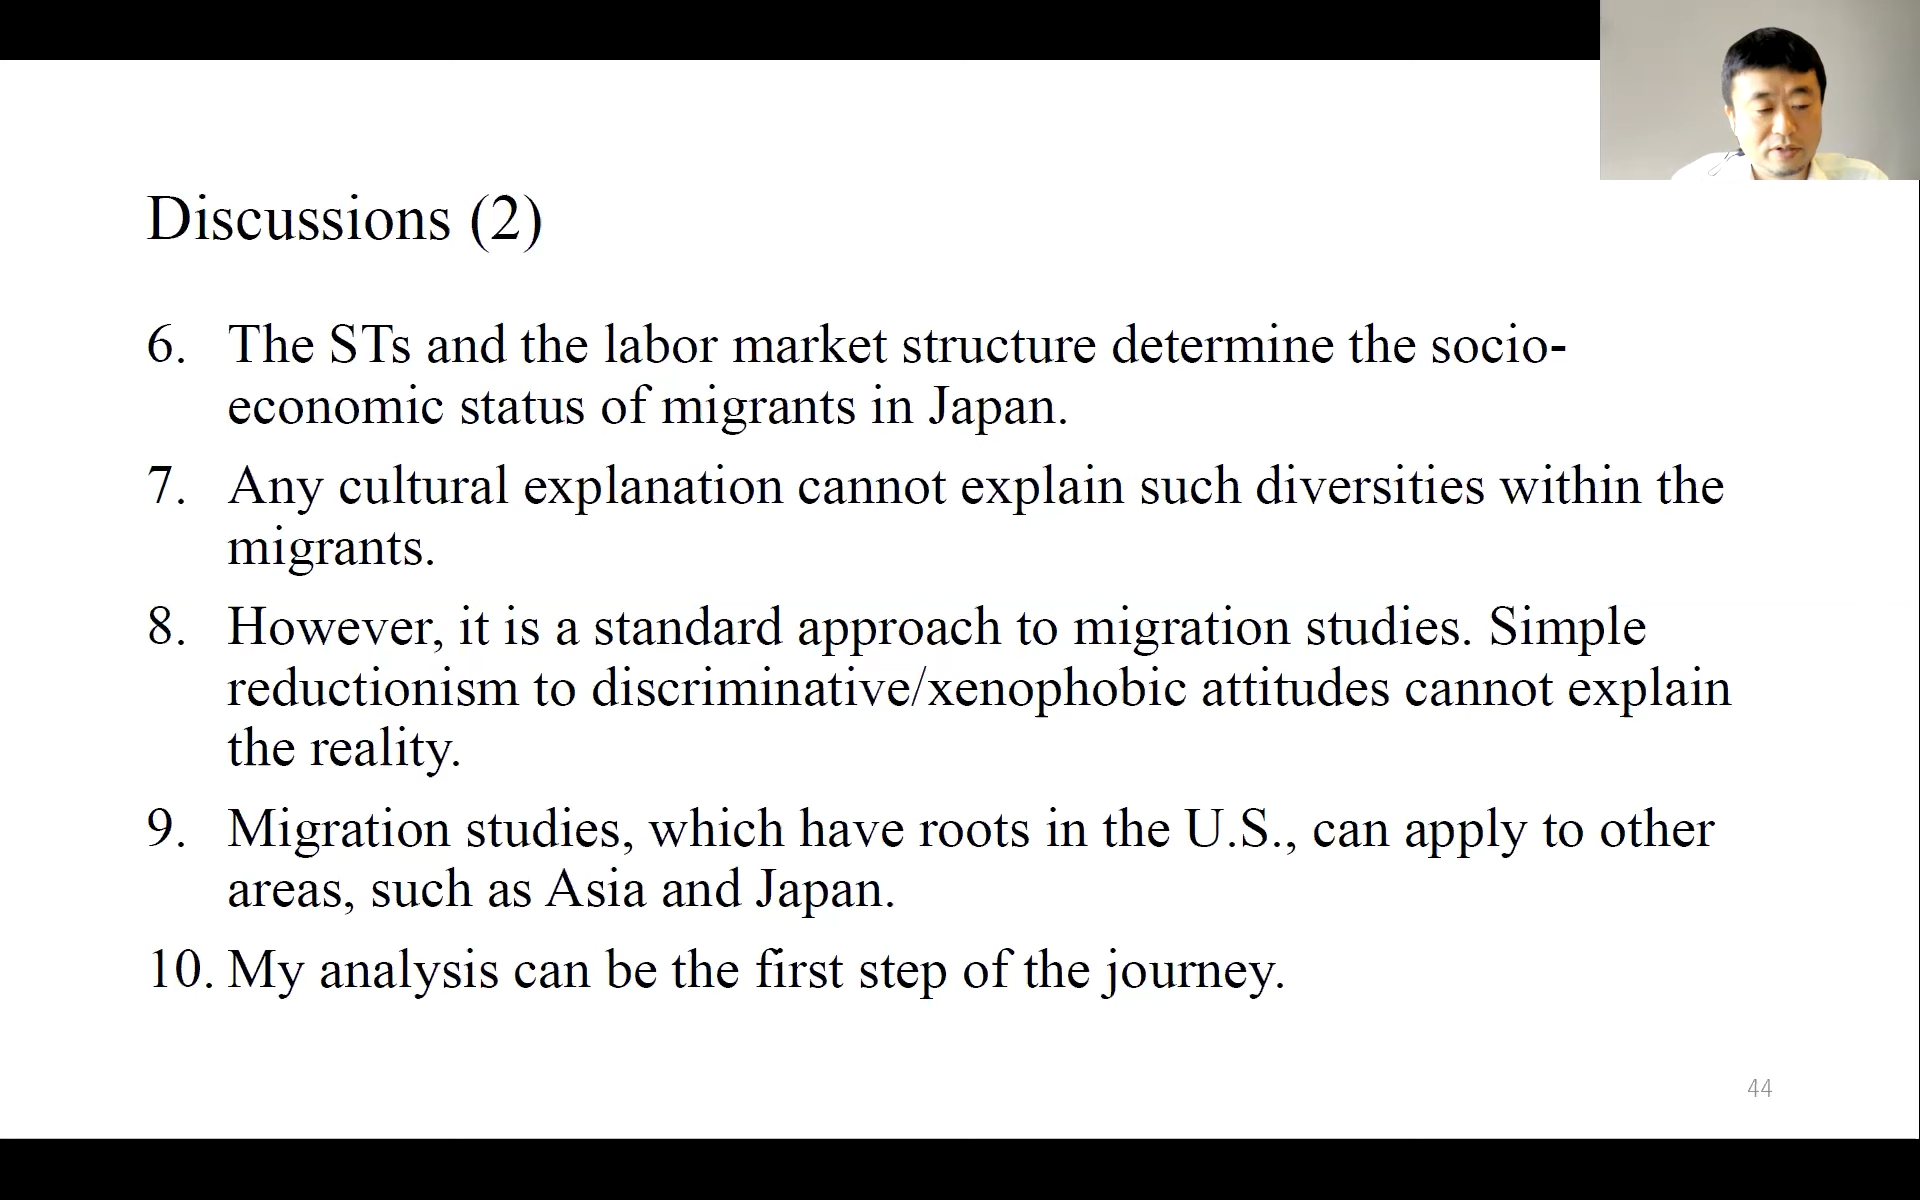 Discussions (2)
6. The STs and the labor market structure determine the socio-
economic status of migrants in Japan.
7. Any cultural explanation cannot explain such diversities within the
migrants.
8. However, it is a standard approach to migration studies. Simple
reductionism to discriminative/xenophobic attitudes cannot explain
the reality.
9. Migration studies, which have roots in the U.S., can apply to other
areas, such as Asia and Japan.
10. My analysis can be the first step of the journey.
44